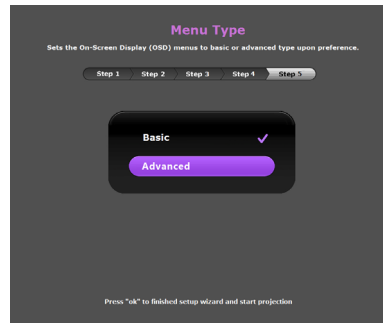 Menu Type
Sets the On-Screen Display (OSD) menus to basic or advanced type upon preference.
Step 1 Step 2 Step 3 Step 4 Step 5
Basic
Advanced
Press "ok" to finished setup wizard and start projection